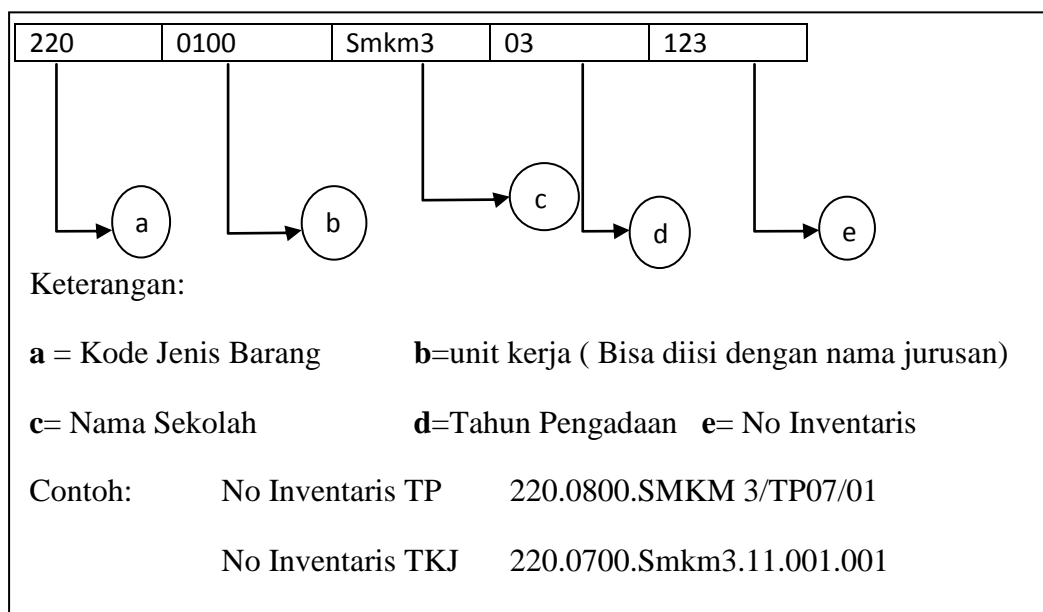 220 0100 Smkm3 03 123
a b c d e
Keterangan:
a = Kode Jenis Barang b=unit kerja ( Bisa diisi dengan nama jurusan)
c= Nama Sekolah d=Tahun Pengadaan e= No Inventaris
Contoh: No Inventaris TP 220.0800.SMKM 3/TP07/01
No Inventaris TKJ 220.0700.Smkm3.11.001.001